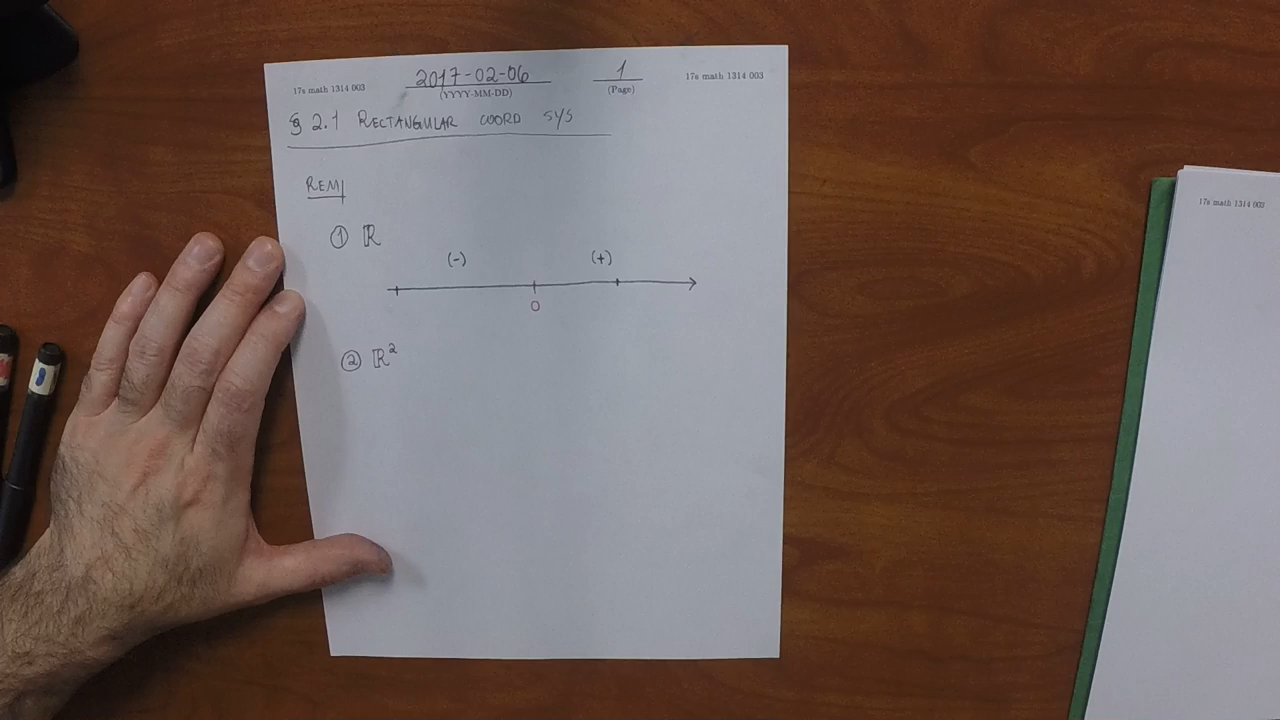 17s math 1314 003 2017-02-06 1 17s math 1314 003
(YYYY-MM-DD) (Page)
§ 2.1 RECTANGULAR COORD SYS
REM
① ℝ
(-) (+)
0
② ℝ²
17s math 1314 003